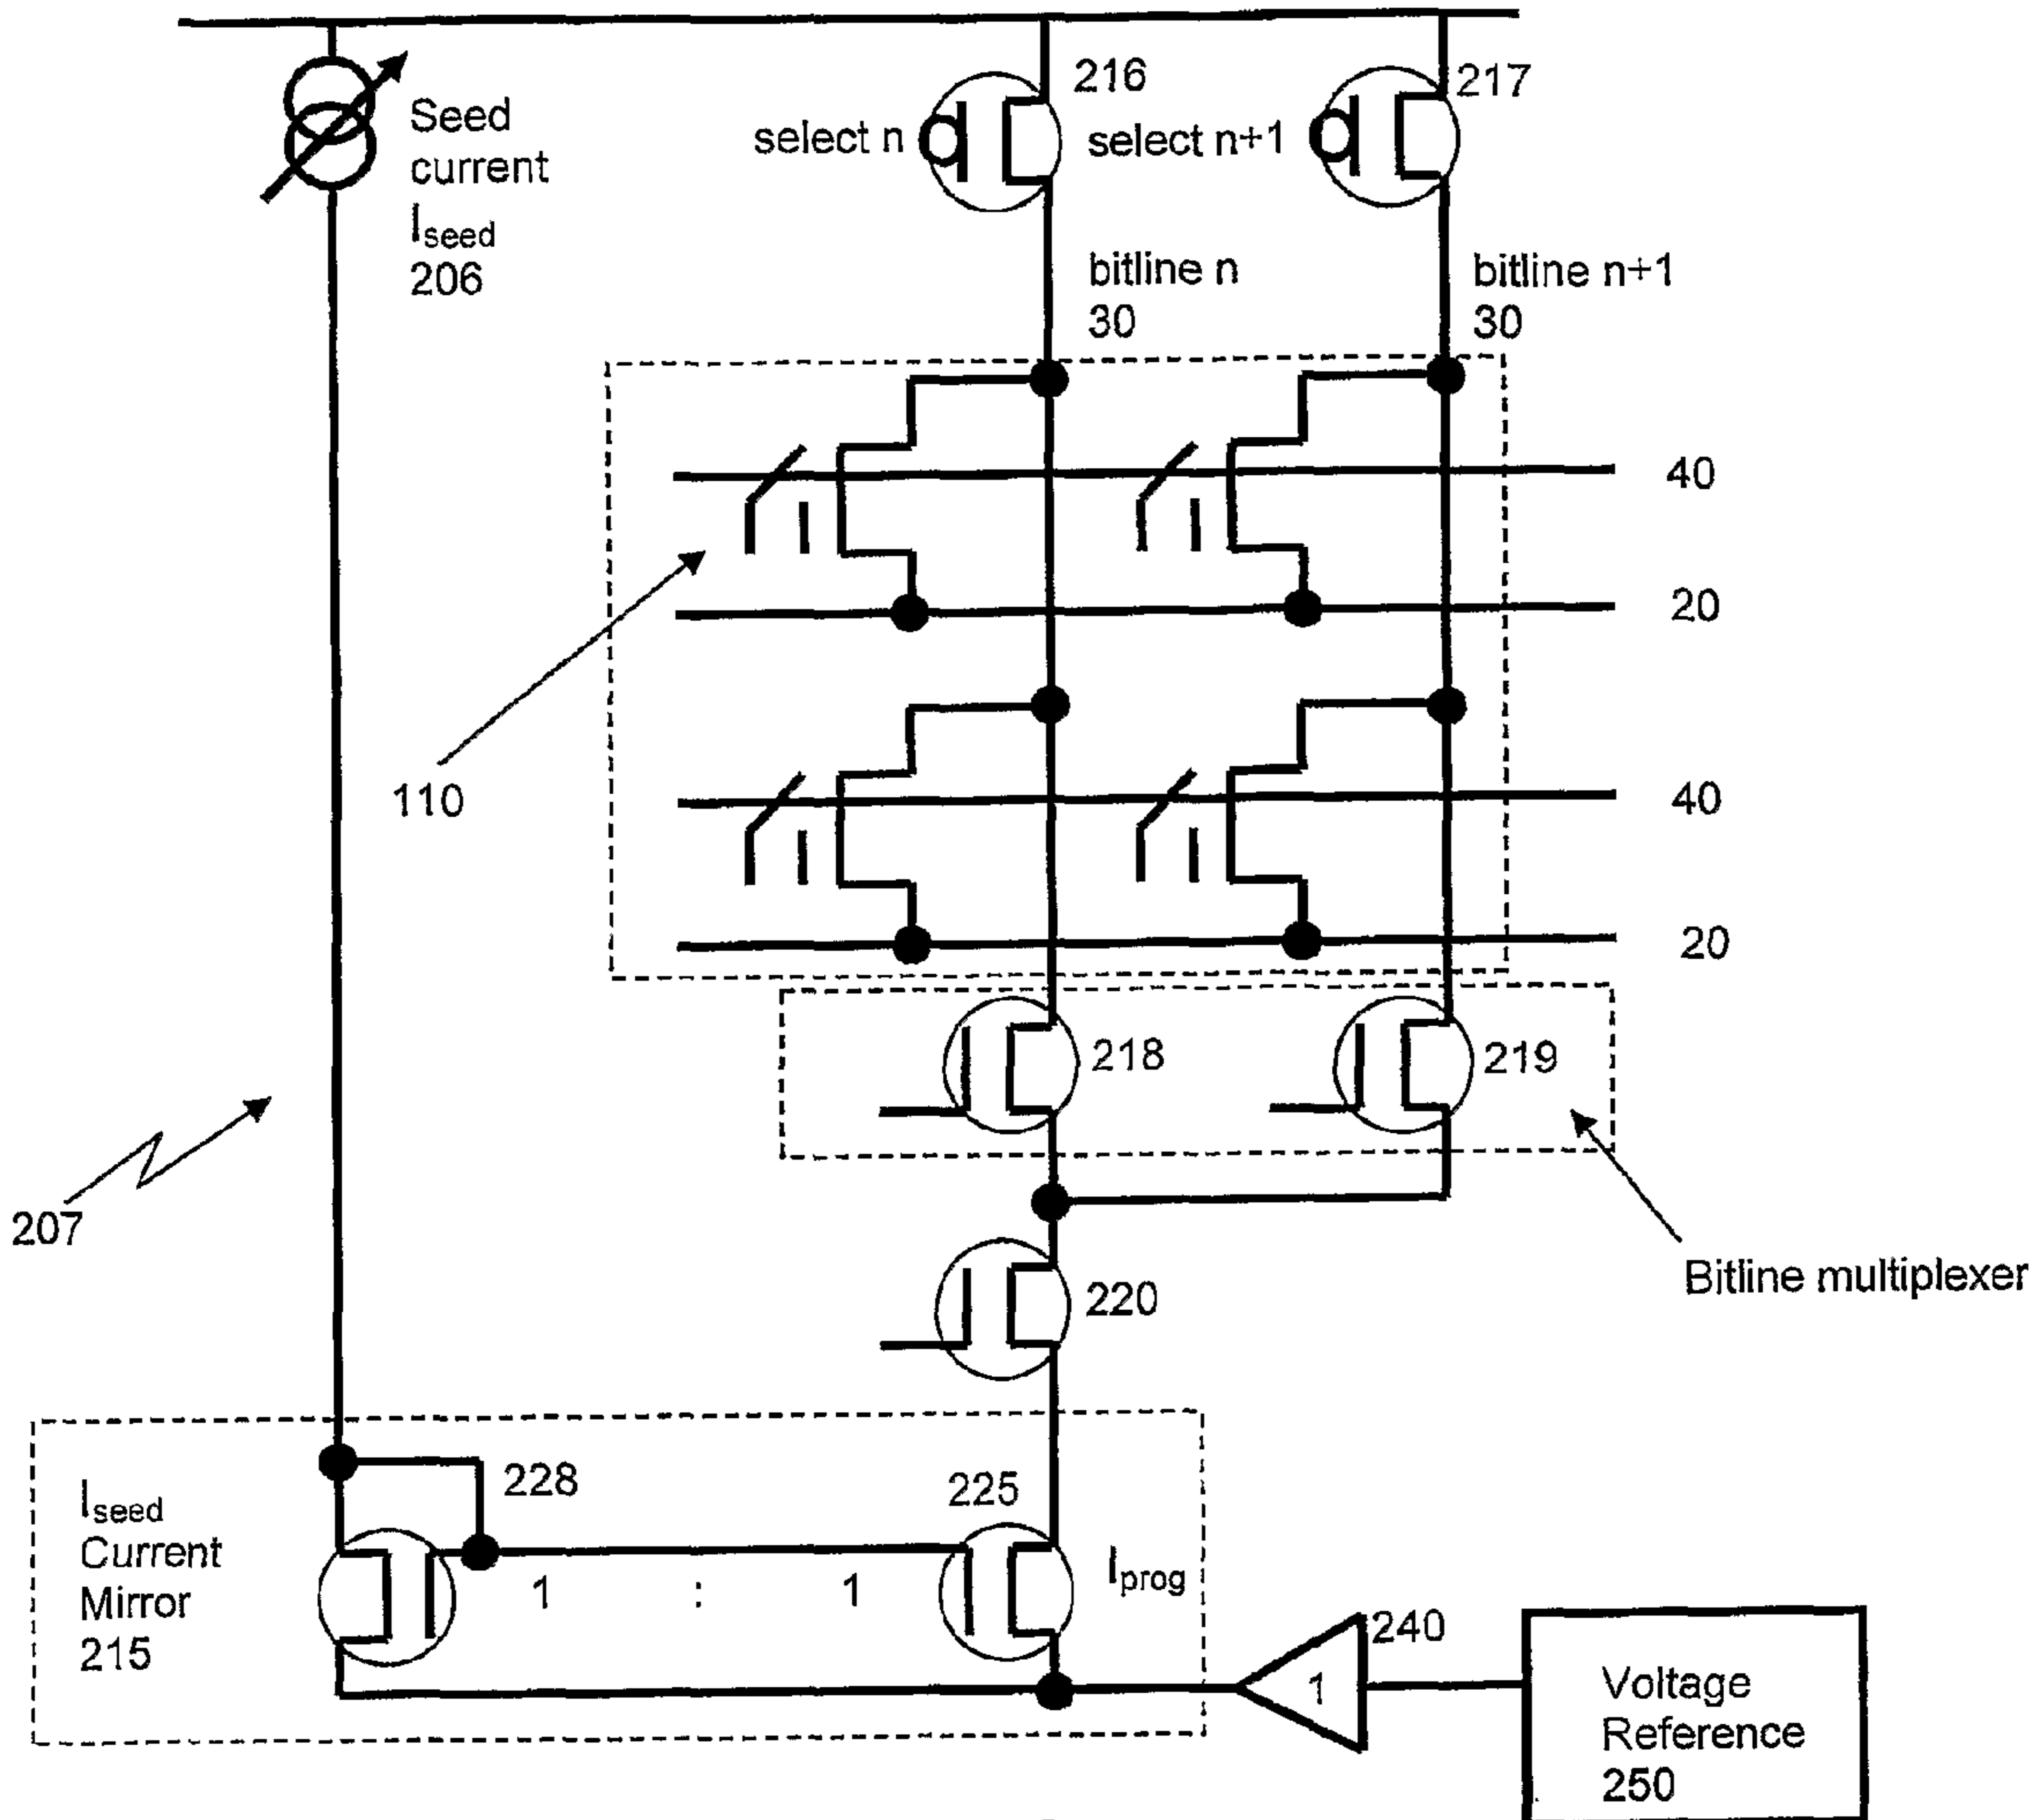 Seed
current
Iseed
206
216
217
select n
select n+1
bitline n
30
bitline n+1
30
40
20
110
40
20
218
219
207
Bitline multiplexer
220
Iseed
Current
Mirror
215
228
225
1 : 1
Iprog
240
1
Voltage
Reference
250